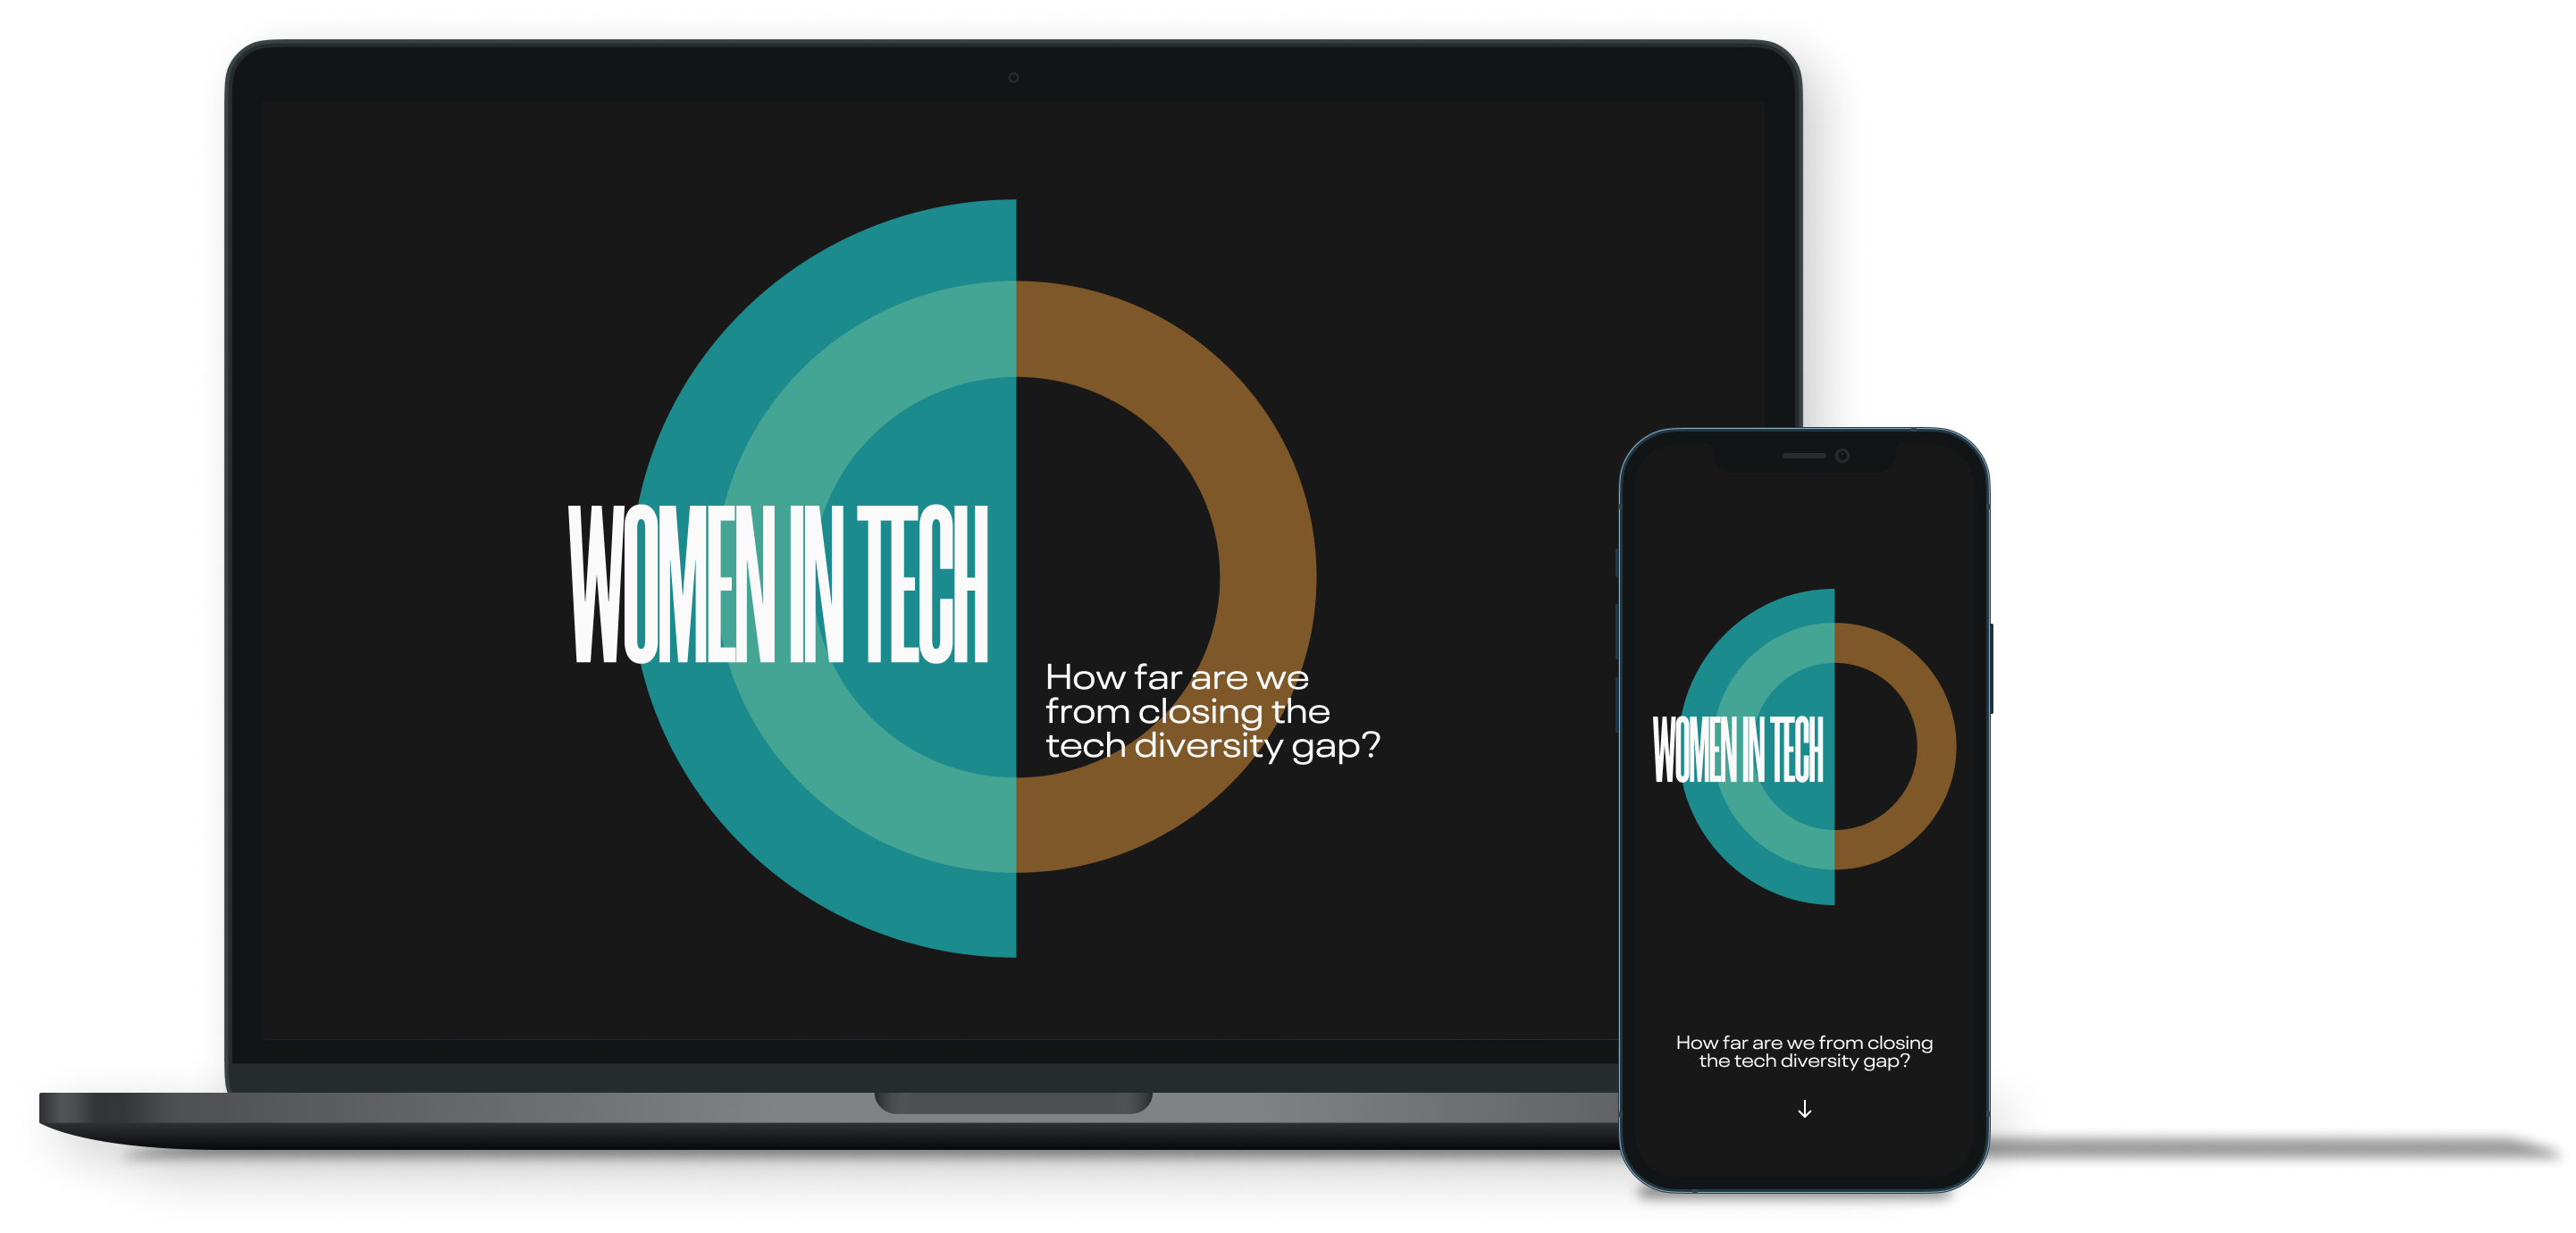 WOMEN IN TECH
How far are we
from closing the
tech diversity gap?
WOMEN IN TECH
How far are we from closing
the tech diversity gap?